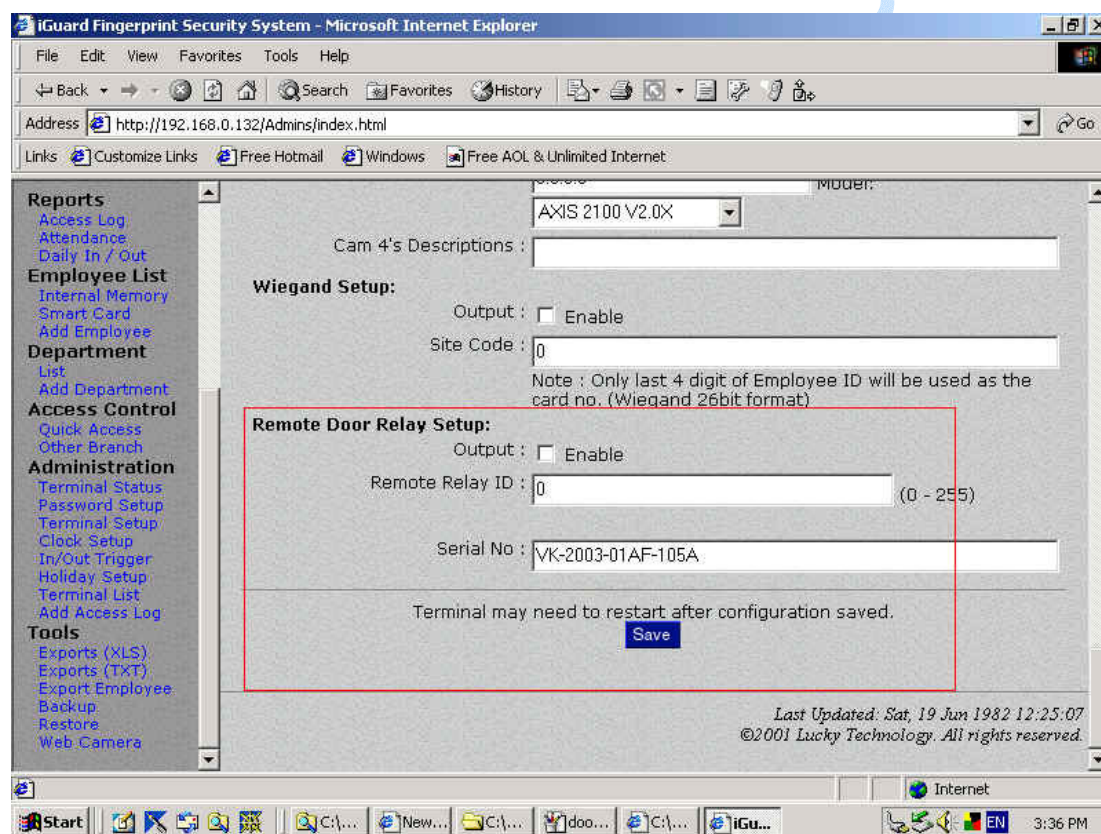 iGuard Fingerprint Security System - Microsoft Internet Explorer
File Edit View Favorites Tools Help
Back Search Favorites History
Address http://192.168.0.132/Admins/index.html Go
Links Customize Links Free Hotmail Windows Free AOL & Unlimited Internet
Reports
Access Log
Attendance
Daily In / Out
Employee List
Internal Memory
Smart Card
Add Employee
Department
List
Add Department
Access Control
Quick Access
Other Branch
Administration
Terminal Status
Password Setup
Terminal Setup
Clock Setup
In/Out Trigger
Holiday Setup
Terminal List
Add Access Log
Tools
Exports (XLS)
Exports (TXT)
Export Employee
Backup
Restore
Web Camera
Model:
AXIS 2100 V2.0X
Cam 4's Descriptions :
Wiegand Setup:
Output : Enable
Site Code : 0
Note : Only last 4 digit of Employee ID will be used as the
card no. (Wiegand 26bit format)
Remote Door Relay Setup:
Output : Enable
Remote Relay ID : 0 (0 - 255)
Serial No : VK-2003-01AF-105A
Terminal may need to restart after configuration saved.
Save
Last Updated: Sat, 19 Jun 1982 12:25:07
©2001 Lucky Technology. All rights reserved.
Internet
Start C:\... New... C:\... doo... C:\... iGu... EN 3:36 PM